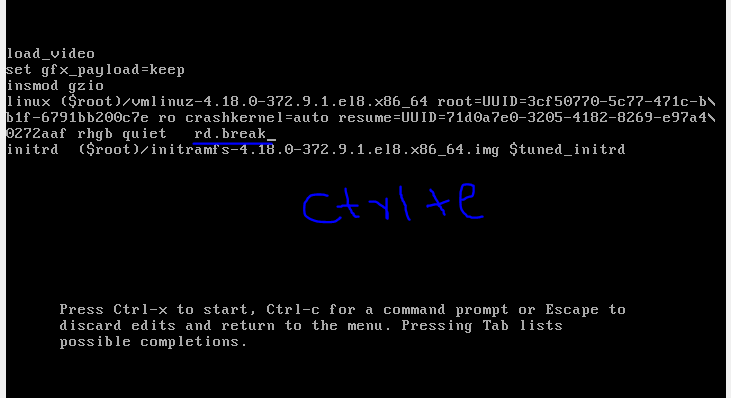 load_video
set gfx_payload=keep
insmod gzio
linux ($root)/vmlinuz-4.18.0-372.9.1.el8.x86_64 root=UUID=3cf50770-5c77-471c-b\
b1f-6791bb200c7e ro crashkernel=auto resume=UUID=71d0a7e0-3205-4182-8269-e97a4\
0272aaf rhgb quiet   rd.break_
initrd  ($root)/initramfs-4.18.0-372.9.1.el8.x86_64.img $tuned_initrd
Ctrl+e
Press Ctrl-x to start, Ctrl-c for a command prompt or Escape to
discard edits and return to the menu. Pressing Tab lists
possible completions.